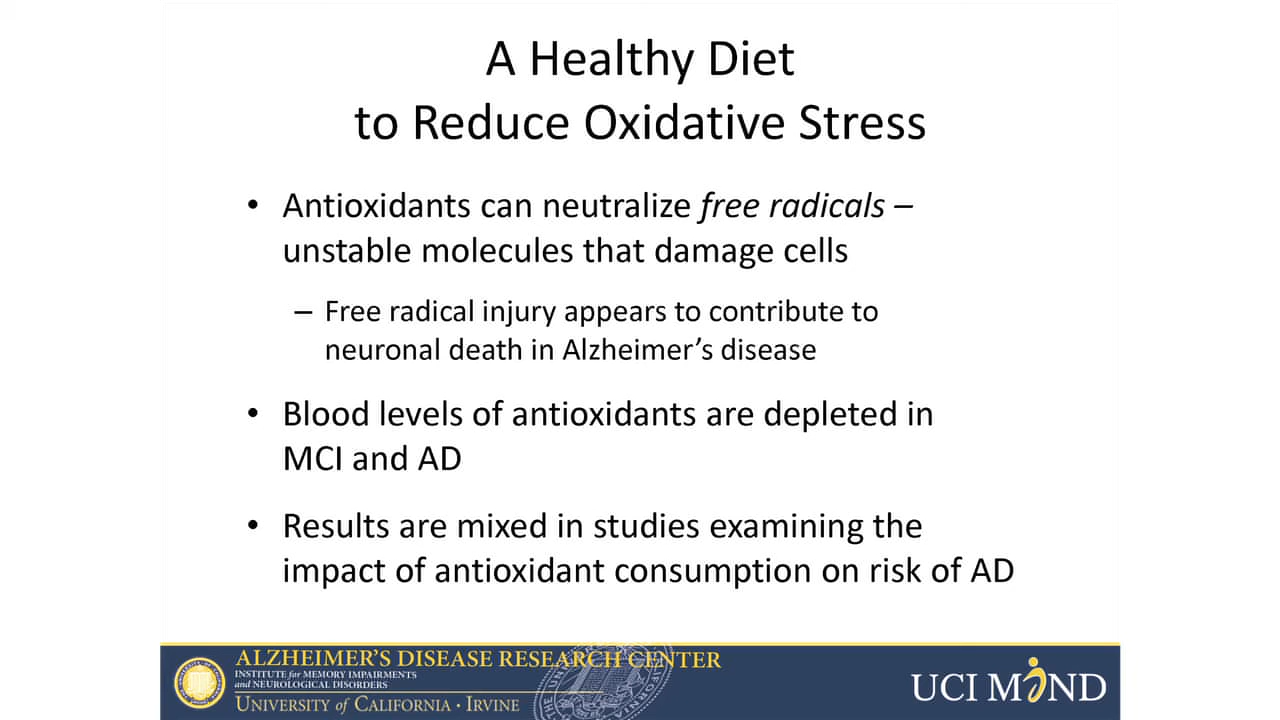 A Healthy Diet
to Reduce Oxidative Stress
• Antioxidants can neutralize free radicals –
unstable molecules that damage cells
– Free radical injury appears to contribute to
neuronal death in Alzheimer’s disease
• Blood levels of antioxidants are depleted in
MCI and AD
• Results are mixed in studies examining the
impact of antioxidant consumption on risk of AD
ALZHEIMER’S DISEASE RESEARCH CENTER
INSTITUTE for MEMORY IMPAIRMENTS
and NEUROLOGICAL DISORDERS
UNIVERSITY of CALIFORNIA • IRVINE
UCI MIND